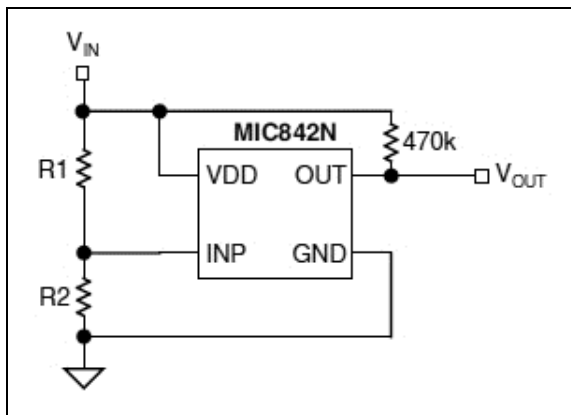 VIN
MIC842N
470k
R1
VDD OUT
VOUT
INP GND
R2